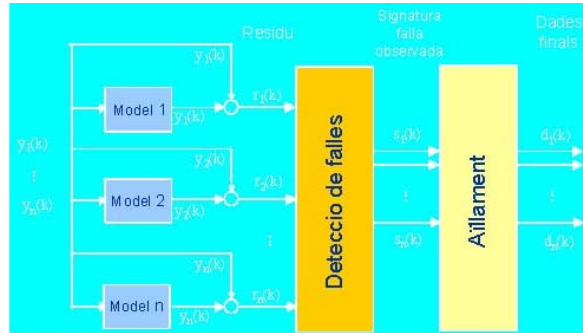 Residu
Signatura
falla
observada
Dades
finals
y₁(k)
Model 1
y₁(k)
r₁(k)
y₁(k)
⋮
yₙ(k)
y₂(k)
Model 2
y₂(k)
r₂(k)
⋮
yₙ(k)
Model n
yₙ(k)
rₙ(k)
Deteccio de falles
s₁(k)
⋮
sₙ(k)
Aïllament
d₁(k)
⋮
dₙ(k)